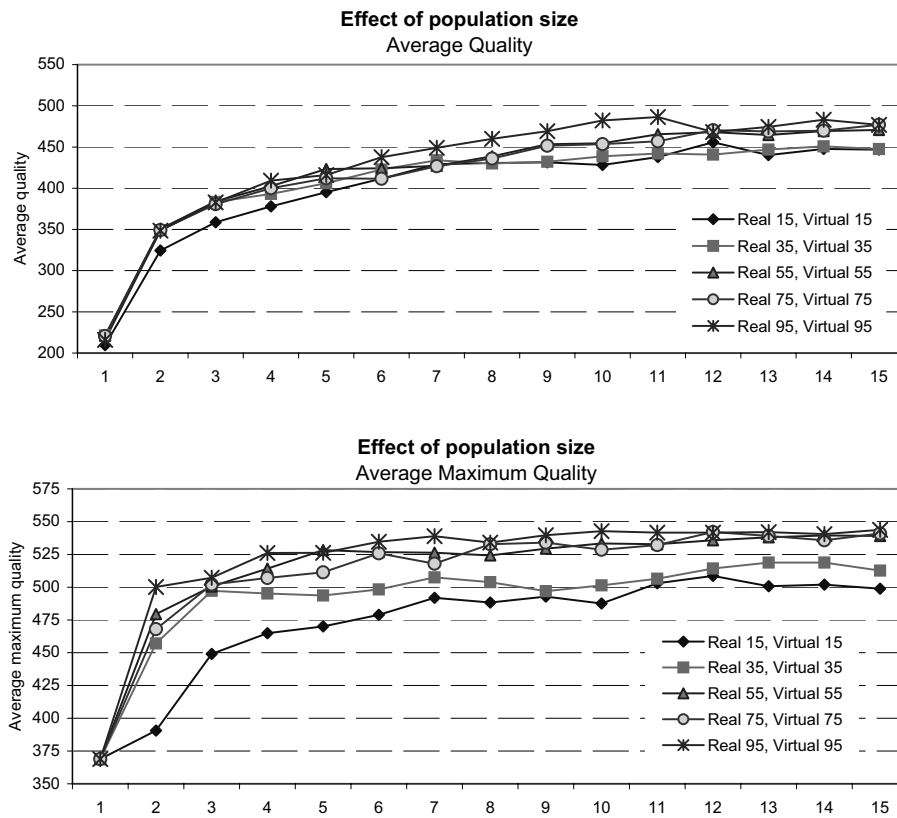 Effect of population size
Average Quality
550
500
450
400
350
300
250
200
Average quality
Real 15, Virtual 15
Real 35, Virtual 35
Real 55, Virtual 55
Real 75, Virtual 75
Real 95, Virtual 95
1 2 3 4 5 6 7 8 9 10 11 12 13 14 15
Effect of population size
Average Maximum Quality
575
550
525
500
475
450
425
400
375
350
Average maximum quality
Real 15, Virtual 15
Real 35, Virtual 35
Real 55, Virtual 55
Real 75, Virtual 75
Real 95, Virtual 95
1 2 3 4 5 6 7 8 9 10 11 12 13 14 15